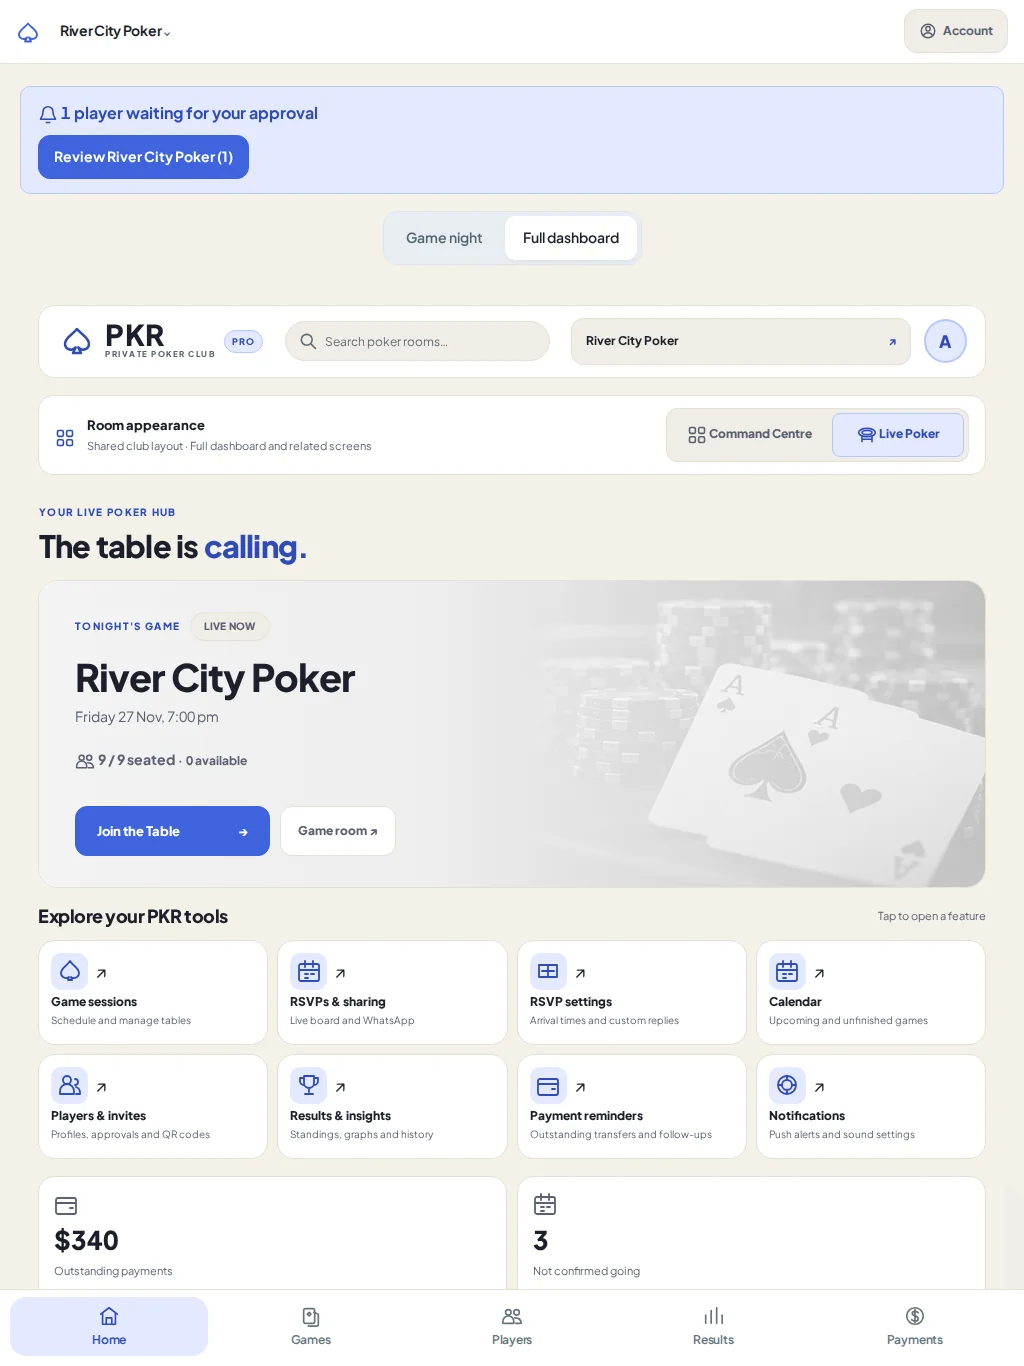 River City Poker
Account
1 player waiting for your approval
Review River City Poker (1)
Game night
Full dashboard
PKR
PRIVATE POKER CLUB
PRO
Search poker rooms...
River City Poker
A
Room appearance
Shared club layout · Full dashboard and related screens
Command Centre
Live Poker
YOUR LIVE POKER HUB
The table is calling.
TONIGHT'S GAME
LIVE NOW
River City Poker
Friday 27 Nov, 7:00 pm
9 / 9 seated · 0 available
Join the Table →
Game room ↗
A
A
A
Explore your PKR tools
Tap to open a feature
Game sessions
Schedule and manage tables
RSVPs & sharing
Live board and WhatsApp
RSVP settings
Arrival times and custom replies
Calendar
Upcoming and unfinished games
Players & invites
Profiles, approvals and QR codes
Results & insights
Standings, graphs and history
Payment reminders
Outstanding transfers and follow-ups
Notifications
Push alerts and sound settings
$340
Outstanding payments
3
Not confirmed going
Home
Games
Players
Results
Payments